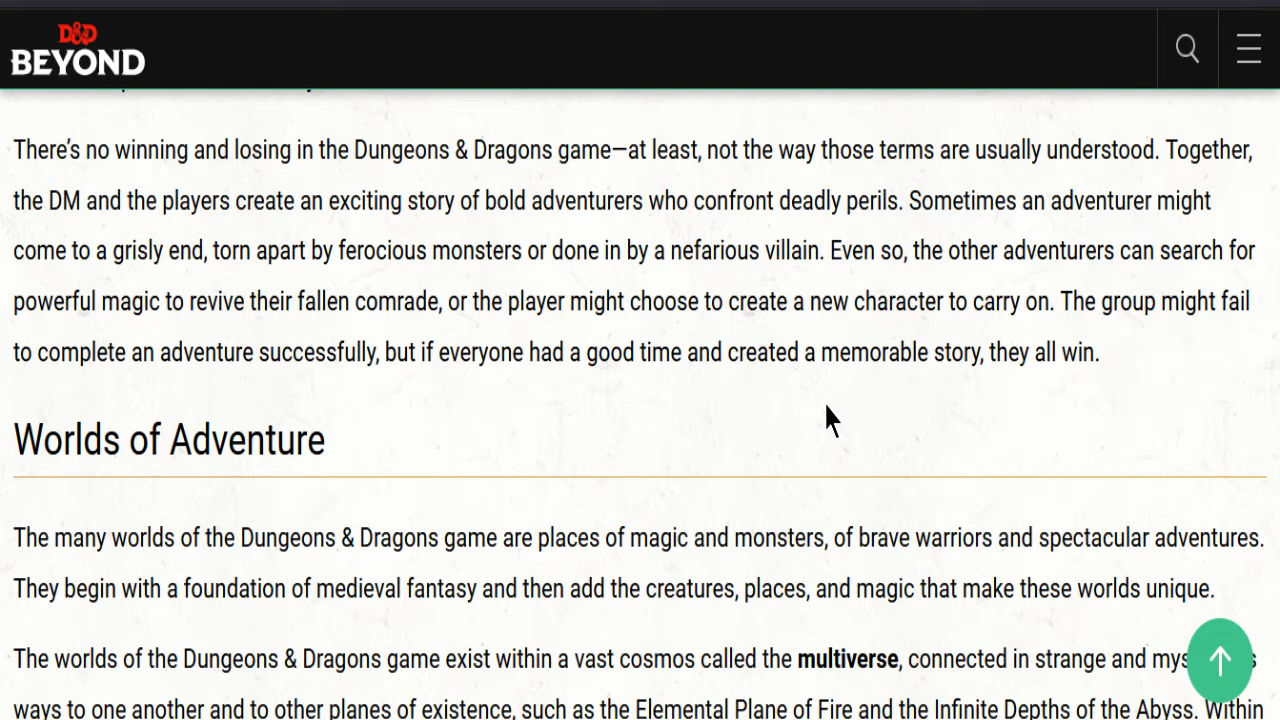 D&D
BEYOND
There's no winning and losing in the Dungeons & Dragons game—at least, not the way those terms are usually understood. Together,
the DM and the players create an exciting story of bold adventurers who confront deadly perils. Sometimes an adventurer might
come to a grisly end, torn apart by ferocious monsters or done in by a nefarious villain. Even so, the other adventurers can search for
powerful magic to revive their fallen comrade, or the player might choose to create a new character to carry on. The group might fail
to complete an adventure successfully, but if everyone had a good time and created a memorable story, they all win.
Worlds of Adventure
The many worlds of the Dungeons & Dragons game are places of magic and monsters, of brave warriors and spectacular adventures.
They begin with a foundation of medieval fantasy and then add the creatures, places, and magic that make these worlds unique.
The worlds of the Dungeons & Dragons game exist within a vast cosmos called the multiverse, connected in strange and
ways to one another and to other planes of existence, such as the Elemental Plane of Fire and the Infinite Depths of the Abyss. Within